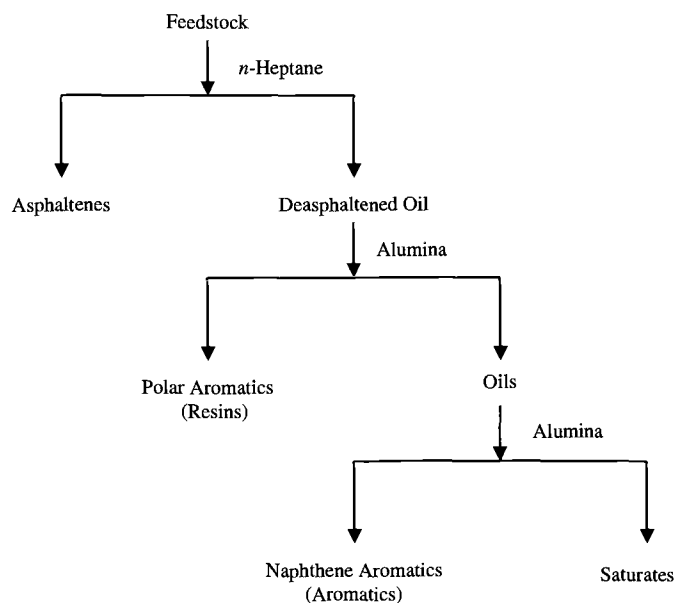 Feedstock
n-Heptane
Asphaltenes
Deasphaltened Oil
Alumina
Polar Aromatics
(Resins)
Oils
Alumina
Naphthene Aromatics
(Aromatics)
Saturates